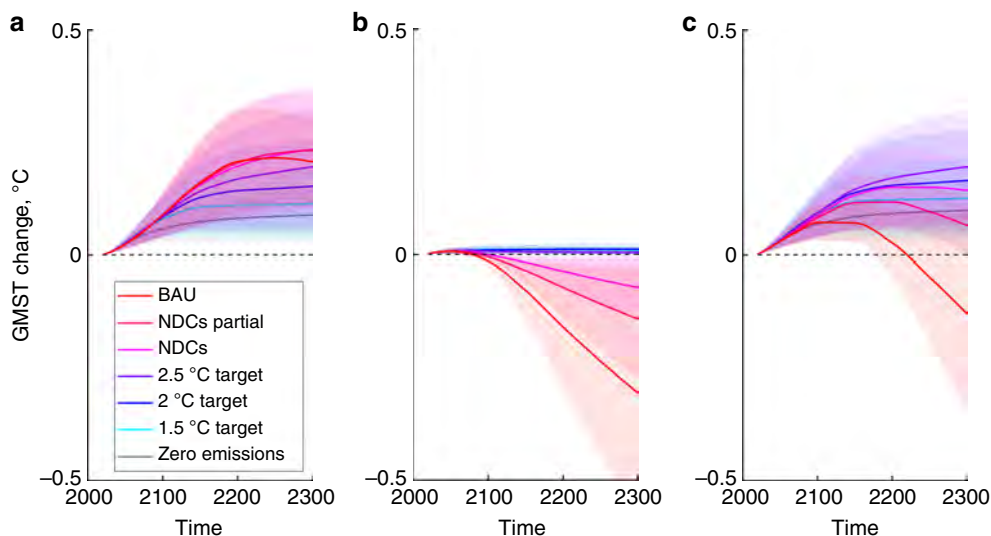 a
b
c
0.5
0.5
0.5
GMST change, °C
0
0
0
BAU
NDCs partial
NDCs
2.5 °C target
2 °C target
1.5 °C target
Zero emissions
–0.5
–0.5
–0.5
2000 2100 2200 2300
2000 2100 2200 2300
2000 2100 2200 2300
Time
Time
Time